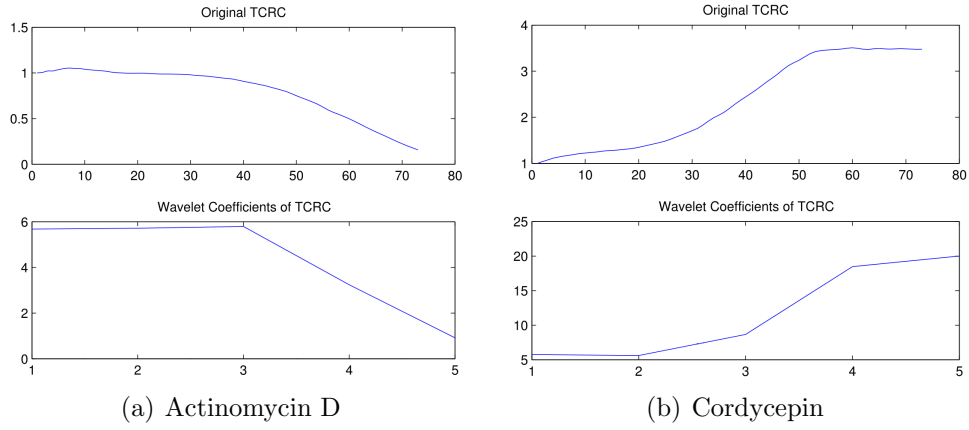 Original TCRC
1.5
1
0.5
0
0 10 20 30 40 50 60 70 80
Wavelet Coefficients of TCRC
6
4
2
0
1 2 3 4 5
(a) Actinomycin D
Original TCRC
4
3
2
1
0 10 20 30 40 50 60 70 80
Wavelet Coefficients of TCRC
25
20
15
10
5
1 2 3 4 5
(b) Cordycepin